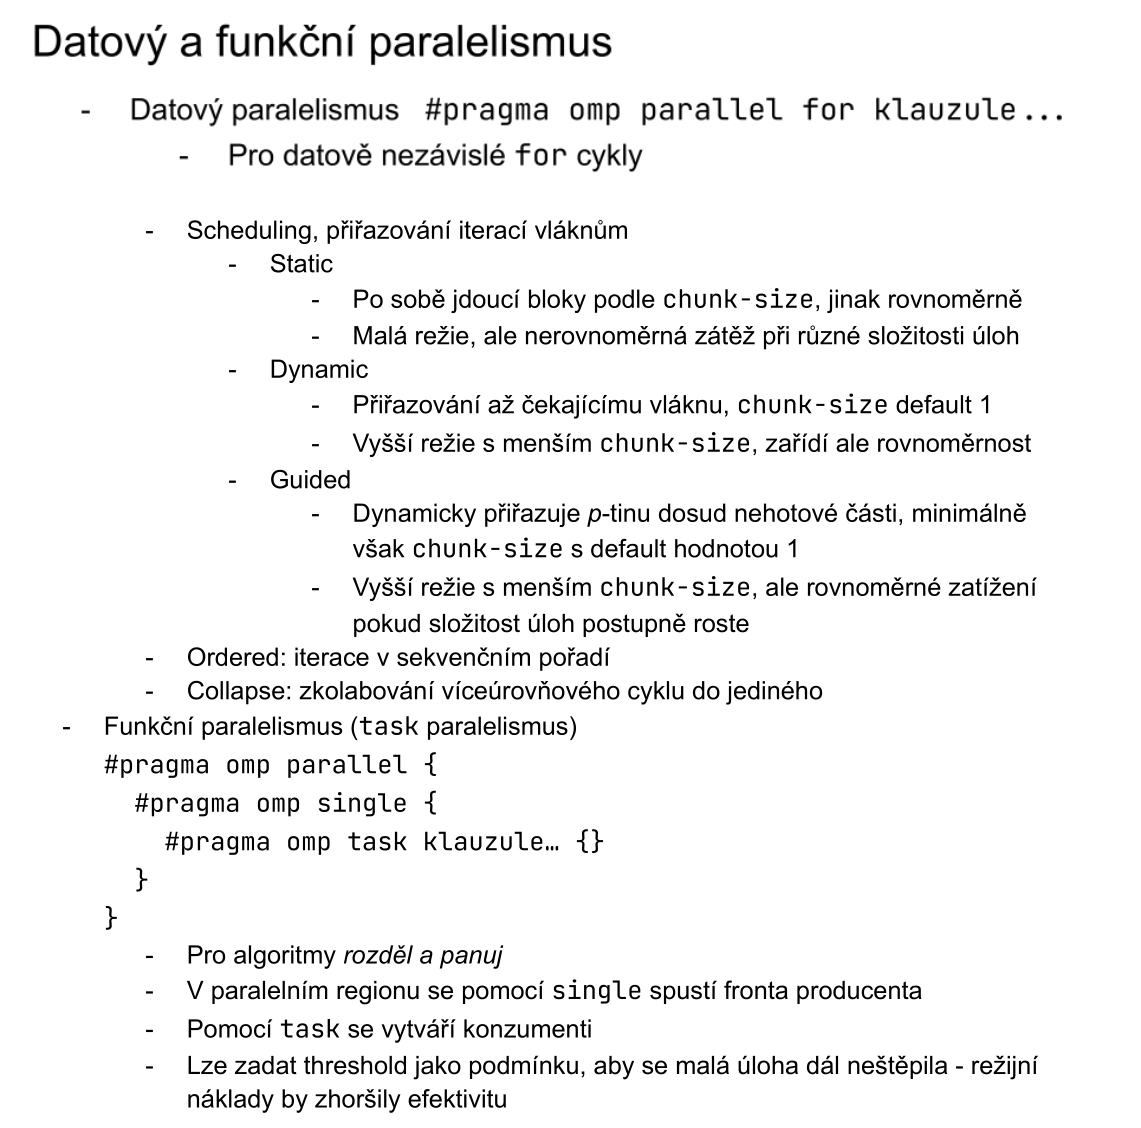 Datový a funkční paralelismus
- Datový paralelismus #pragma omp parallel for klauzule...
- Pro datově nezávislé for cykly
- Scheduling, přiřazování iterací vláknům
- Static
- Po sobě jdoucí bloky podle chunk-size, jinak rovnoměrně
- Malá režie, ale nerovnoměrná zátěž při různé složitosti úloh
- Dynamic
- Přiřazování až čekajícímu vláknu, chunk-size default 1
- Vyšší režie s menším chunk-size, zařídí ale rovnoměrnost
- Guided
- Dynamicky přiřazuje p-tinu dosud nehotové části, minimálně
však chunk-size s default hodnotou 1
- Vyšší režie s menším chunk-size, ale rovnoměrné zatížení
pokud složitost úloh postupně roste
- Ordered: iterace v sekvenčním pořadí
- Collapse: zkolabování víceúrovňového cyklu do jediného
- Funkční paralelismus (task paralelismus)
#pragma omp parallel {
#pragma omp single {
#pragma omp task klauzule… {}
}
}
- Pro algoritmy rozděl a panuj
- V paralelním regionu se pomocí single spustí fronta producenta
- Pomocí task se vytváří konzumenti
- Lze zadat threshold jako podmínku, aby se malá úloha dál neštěpila - režijní
náklady by zhoršily efektivitu